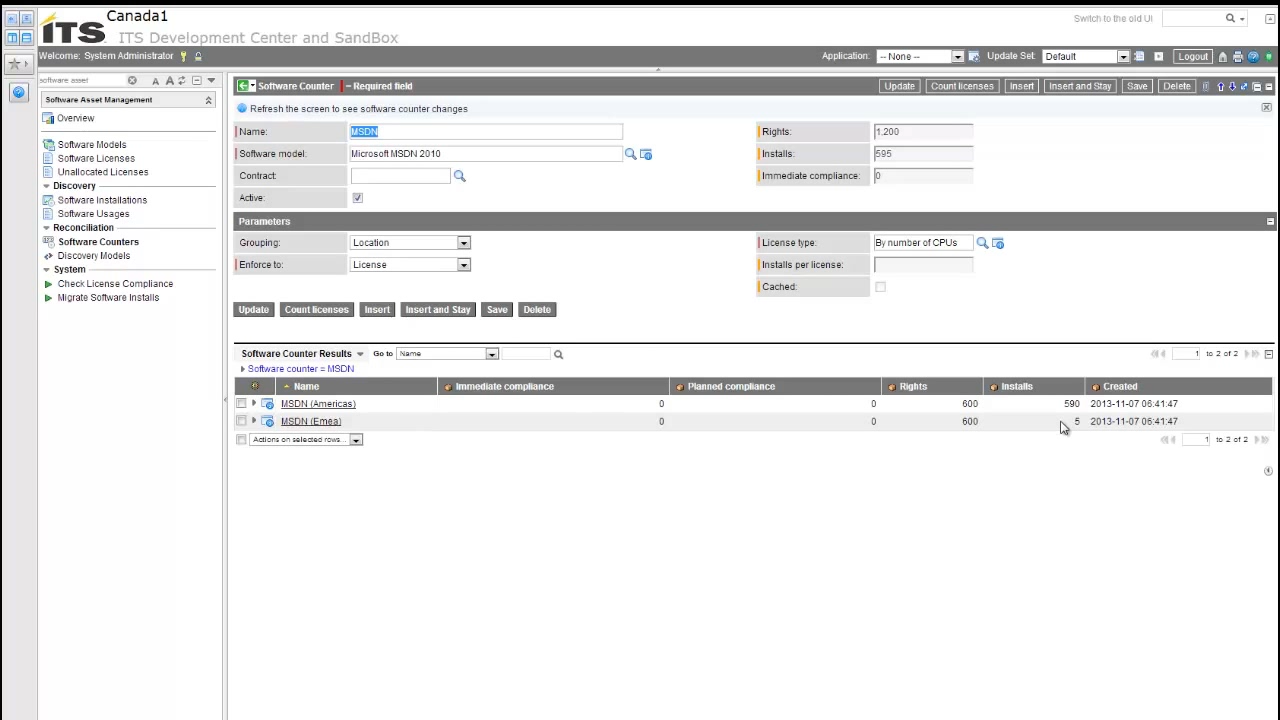 Canada1
ITS
ITS Development Center and SandBox
Switch to the old UI
Welcome: System Administrator
Application: -- None --
Update Set: Default
Logout
software asset
A A
Software Asset Management
Overview
Software Models
Software Licenses
Unallocated Licenses
Discovery
Software Installations
Software Usages
Reconciliation
Software Counters
Discovery Models
System
Check License Compliance
Migrate Software Installs
Software Counter
– Required field
Update
Count licenses
Insert
Insert and Stay
Save
Delete
Refresh the screen to see software counter changes
Name: MSDN
Rights: 1,200
Software model: Microsoft MSDN 2010
Installs: 595
Contract:
Immediate compliance: 0
Active:
Parameters
Grouping: Location
License type: By number of CPUs
Enforce to: License
Installs per license:
Cached:
Update Count licenses Insert Insert and Stay Save Delete
Software Counter Results Go to Name
1 to 2 of 2
Software counter = MSDN
Name Immediate compliance Planned compliance Rights Installs Created
MSDN (Americas) 0 0 600 590 2013-11-07 06:41:47
MSDN (Emea) 0 0 600 5 2013-11-07 06:41:47
Actions on selected rows...
1 to 2 of 2